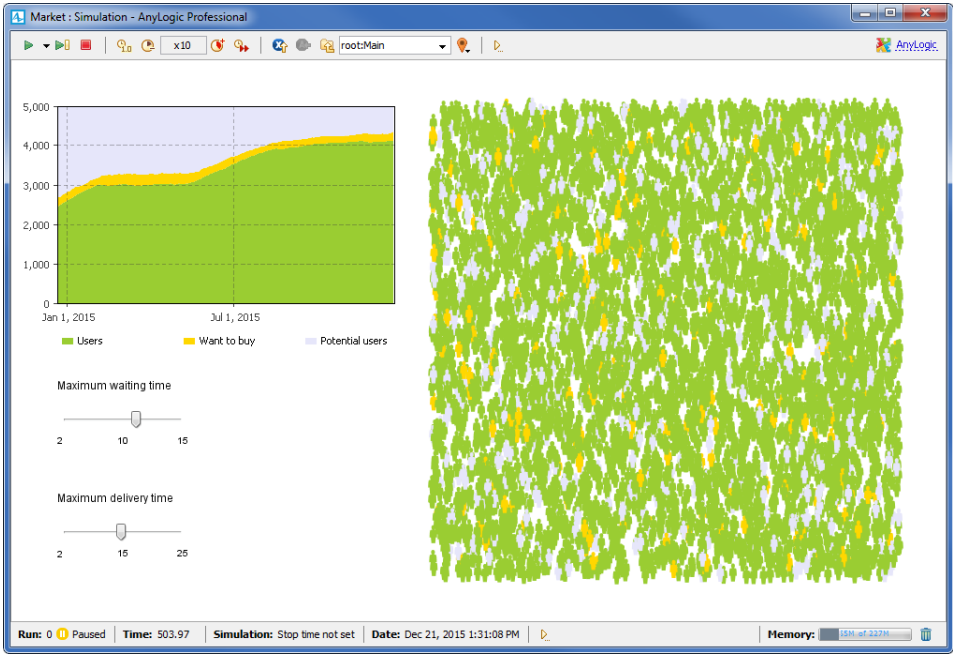 Market : Simulation - AnyLogic Professional
x10 root:Main AnyLogic
5,000
4,000
3,000
2,000
1,000
0
Jan 1, 2015 Jul 1, 2015
Users Want to buy Potential users
Maximum waiting time
2 10 15
Maximum delivery time
2 15 25
Run: 0 Paused Time: 503.97 Simulation: Stop time not set Date: Dec 21, 2015 1:31:08 PM Memory: 15M of 227M